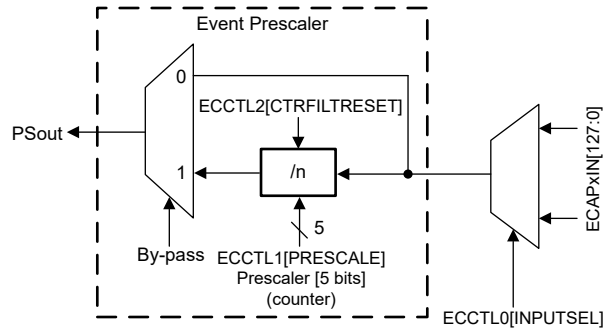 Event Prescaler
0
ECCTL2[CTRFILTRESET]
PSout
/n
1
5
By-pass
ECCTL1[PRESCALE]
Prescaler [5 bits]
(counter)
ECAPxIN[127:0]
ECCTL0[INPUTSEL]